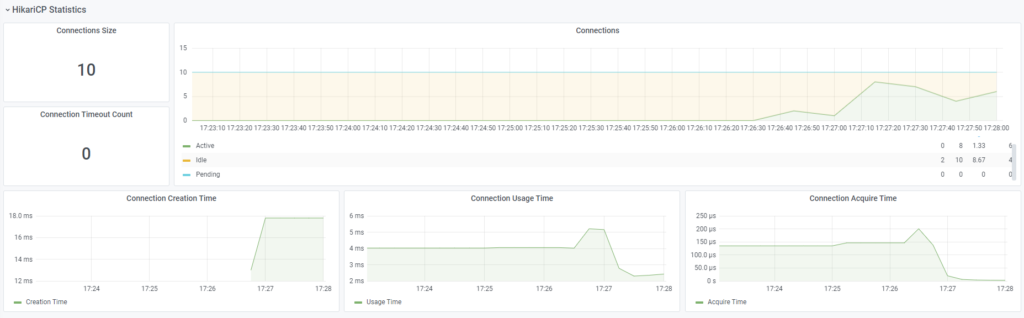 HikariCP Statistics
Connections Size
10
Connection Timeout Count
0
Connections
15
10
5
0
17:23:10 17:23:20 17:23:30 17:23:40 17:23:50 17:24:00 17:24:10 17:24:20 17:24:30 17:24:40 17:24:50 17:25:00 17:25:10 17:25:20 17:25:30 17:25:40 17:25:50 17:26:00 17:26:10 17:26:20 17:26:30 17:26:40 17:26:50 17:27:00 17:27:10 17:27:20 17:27:30 17:27:40 17:27:50 17:28:00
Active 0 8 1.33 6
Idle 2 10 8.67 4
Pending 0 0 0 0
Connection Creation Time
18.0 ms
16 ms
14 ms
12 ms
17:24 17:25 17:26 17:27 17:28
Creation Time
Connection Usage Time
6 ms
5 ms
4 ms
3 ms
2 ms
17:24 17:25 17:26 17:27 17:28
Usage Time
Connection Acquire Time
250 µs
200 µs
150 µs
100.0 µs
50.0 µs
0 s
17:24 17:25 17:26 17:27 17:28
Acquire Time